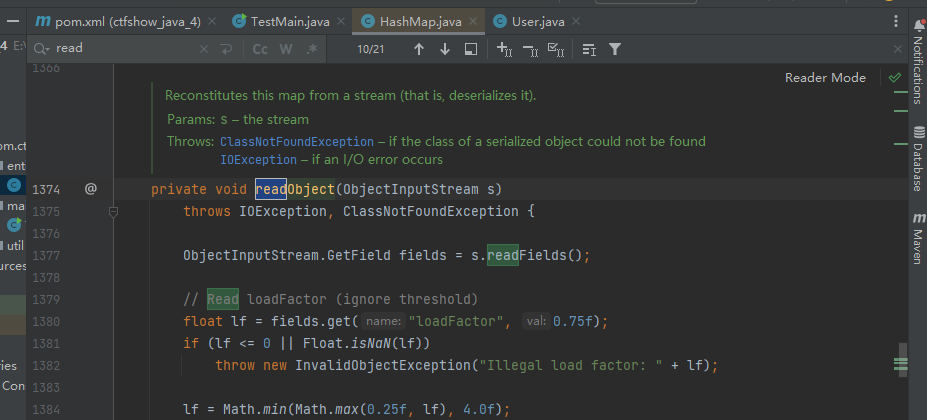 pom.xml (ctfshow_java_4)
TestMain.java
HashMap.java
User.java
4
read
Cc W .*
10/21
Reader Mode
Notifications
Database
Maven
1366
Reconstitutes this map from a stream (that is, deserializes it).
Params: s – the stream
Throws: ClassNotFoundException – if the class of a serialized object could not be found
IOException – if an I/O error occurs
1374 @ private void readObject(ObjectInputStream s)
1375 throws IOException, ClassNotFoundException {
1376
1377 ObjectInputStream.GetField fields = s.readFields();
1378
1379 // Read loadFactor (ignore threshold)
1380 float lf = fields.get( name: "loadFactor", val: 0.75f);
1381 if (lf <= 0 || Float.isNaN(lf))
1382 throw new InvalidObjectException("Illegal load factor: " + lf);
1383
1384 lf = Math.min(Math.max(0.25f, lf), 4.0f);
om.ct
ent
ma
util
ources
ries
Con